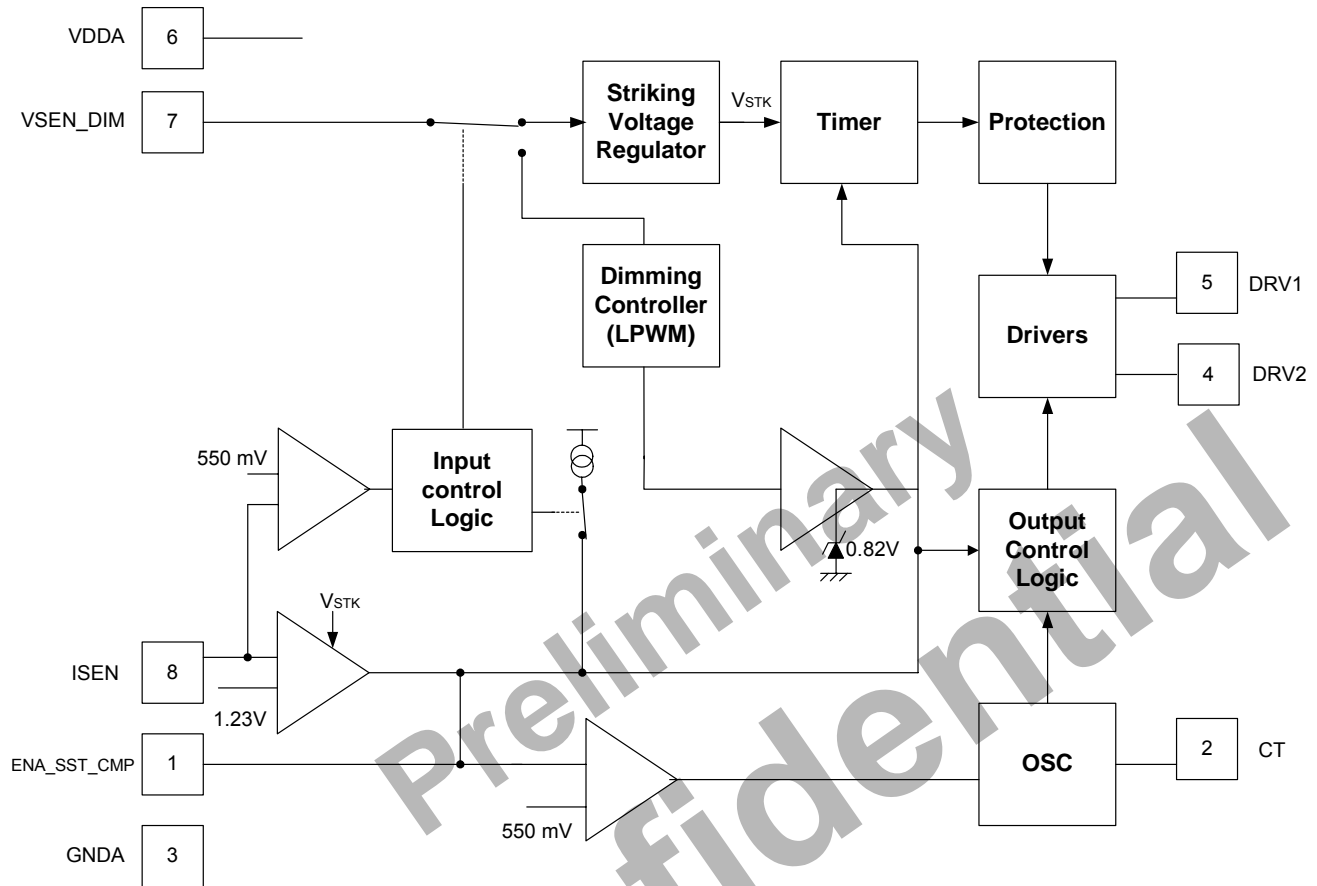 VDDA
6
VSEN_DIM
7
Striking
Voltage
Regulator
VSTK
Timer
Protection
Dimming
Controller
(LPWM)
5
DRV1
Drivers
4
DRV2
550 mV
Input
control
Logic
0.82V
Output
Control
Logic
VSTK
ISEN
8
1.23V
ENA_SST_CMP
1
550 mV
OSC
2
CT
GNDA
3
Preliminary
fidential